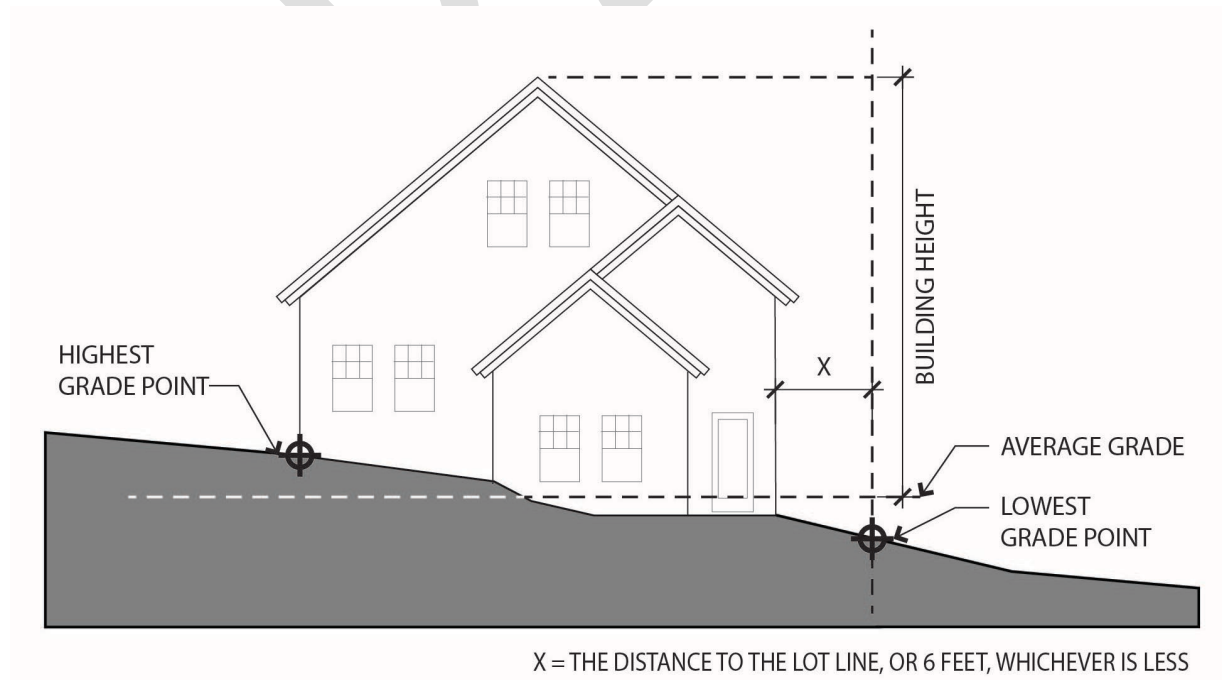 BUILDING HEIGHT
HIGHEST
GRADE POINT
X
AVERAGE GRADE
LOWEST
GRADE POINT
X = THE DISTANCE TO THE LOT LINE, OR 6 FEET, WHICHEVER IS LESS